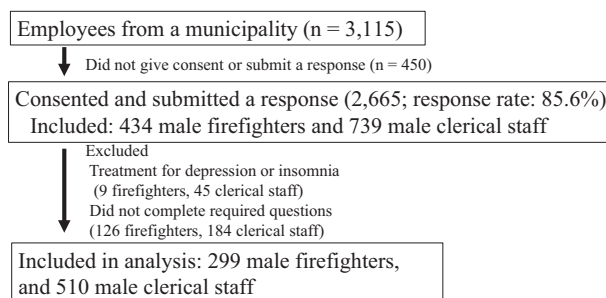 Employees from a municipality (n = 3,115)
Did not give consent or submit a response (n = 450)
Consented and submitted a response (2,665; response rate: 85.6%)
Included: 434 male firefighters and 739 male clerical staff
Excluded
Treatment for depression or insomnia
(9 firefighters, 45 clerical staff)
Did not complete required questions
(126 firefighters, 184 clerical staff)
Included in analysis: 299 male firefighters,
and 510 male clerical staff